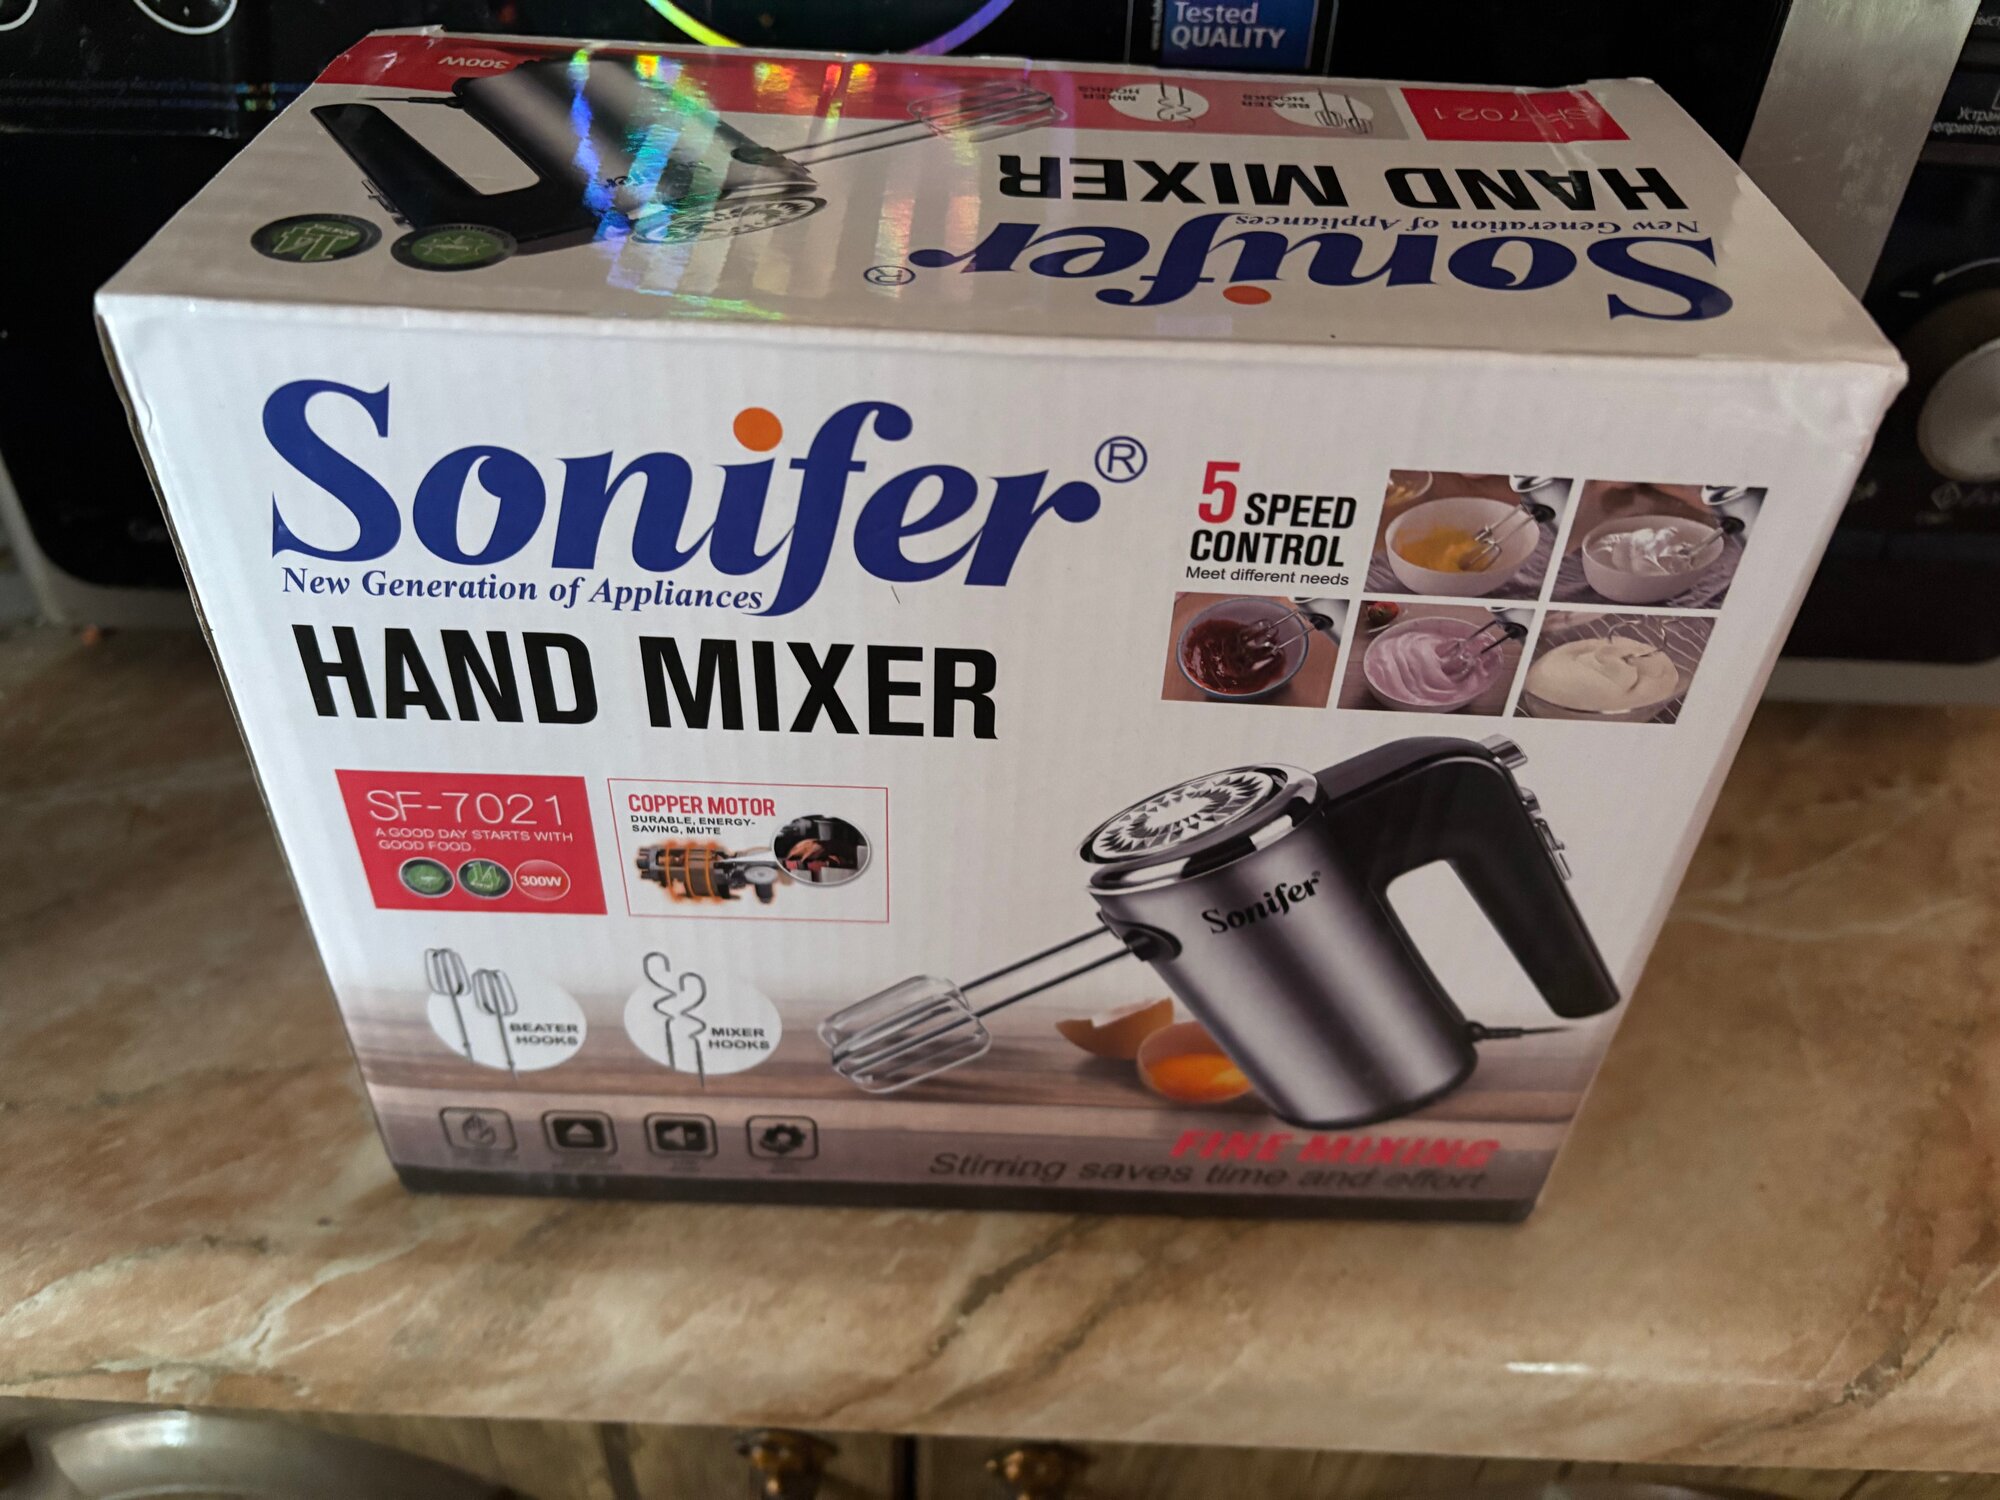 Tested
QUALITY
300W
MIXER
HOOKS
BEATER
HOOKS
SF-7021
HAND MIXER
New Generation of Appliances
Sonifer®
Sonifer®
New Generation of Appliances
HAND MIXER
5 SPEED
CONTROL
Meet different needs
SF-7021
A GOOD DAY STARTS WITH
GOOD FOOD.
300W
COPPER MOTOR
DURABLE, ENERGY-
SAVING, MUTE
Sonifer
BEATER
HOOKS
MIXER
HOOKS
FINE MIXING
Stirring saves time and effort